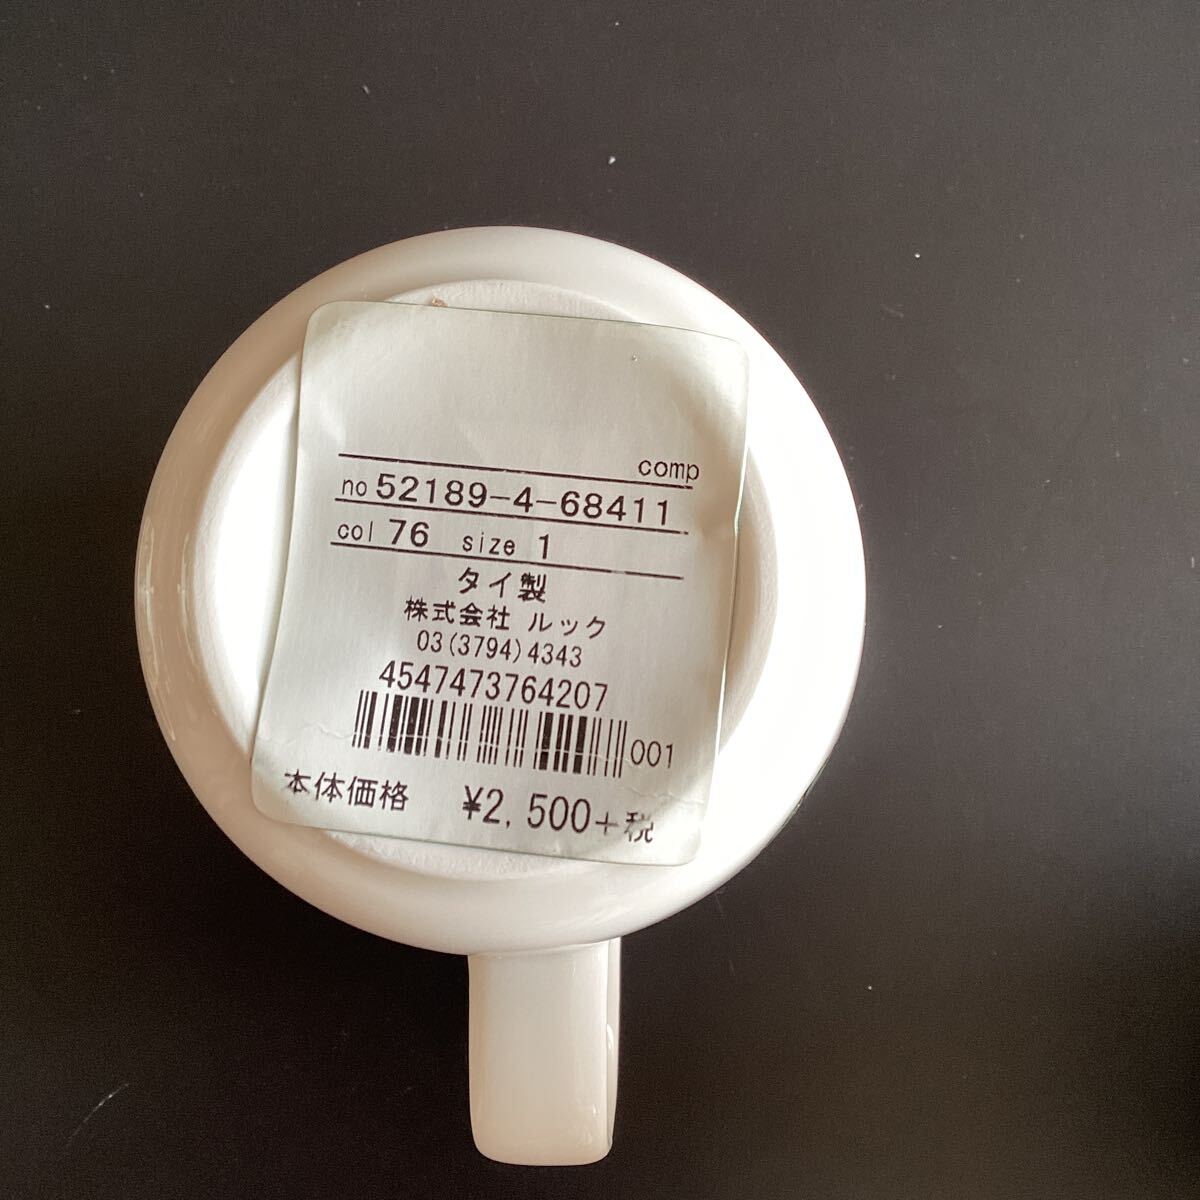 comp
no 52189-4-68411
col 76 size 1
タイ製
株式会社 ルック
03(3794)4343
4547473764207
001
本体価格 ¥2,500+税